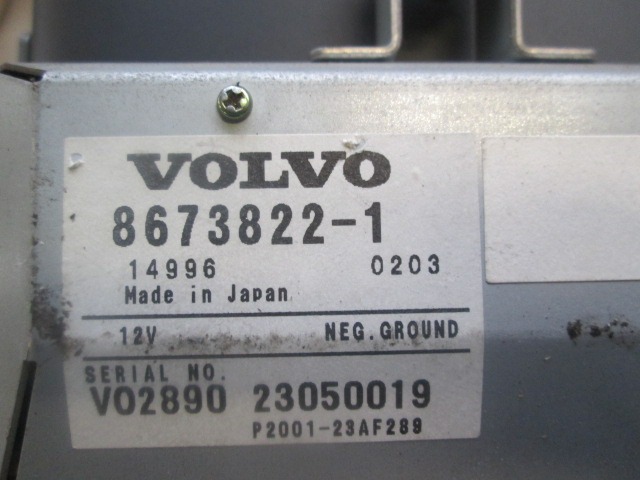 VOLVO
8673822-1
14996 0203
Made in Japan
12V NEG. GROUND
SERIAL NO.
VO2890 23050019
P2001-23AF289